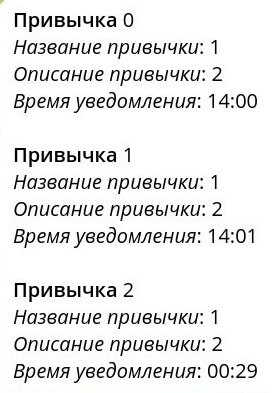 Привычка 0
Название привычки: 1
Описание привычки: 2
Время уведомления: 14:00
Привычка 1
Название привычки: 1
Описание привычки: 2
Время уведомления: 14:01
Привычка 2
Название привычки: 1
Описание привычки: 2
Время уведомления: 00:29